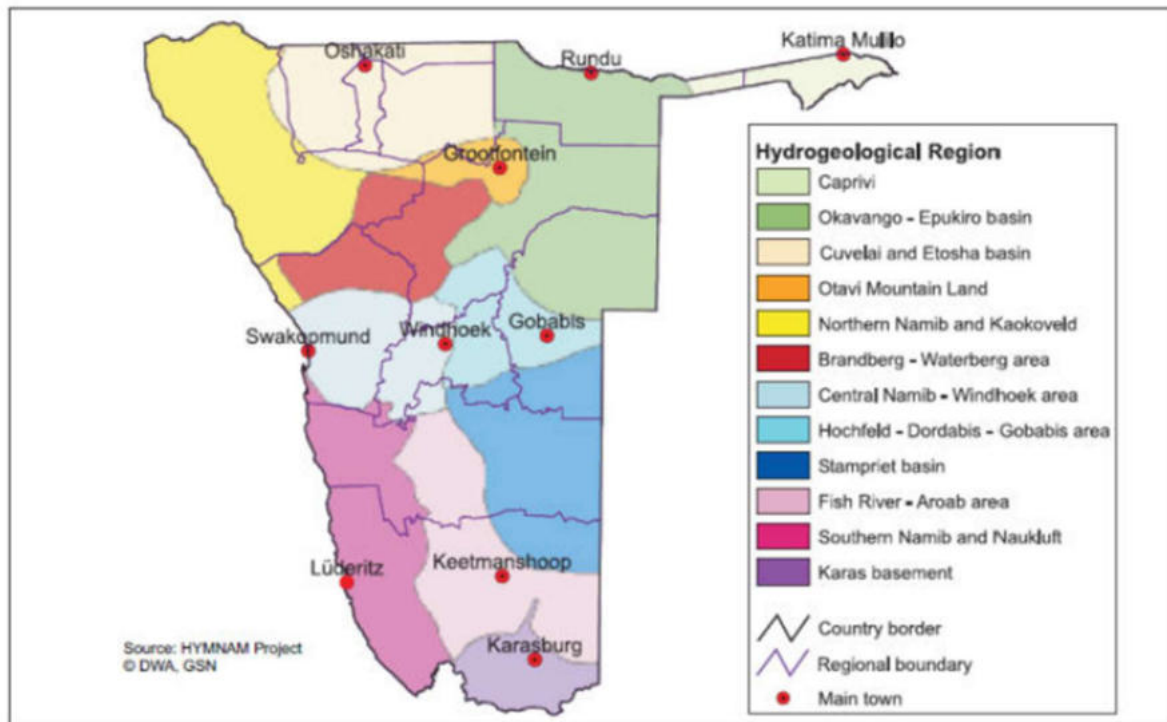 Oshakati
Rundu
Katima Mulilo
Grootfontein
Swakopmund
Windhoek
Gobabis
Lüderitz
Keetmanshoop
Karasburg
Source: HYMNAM Project
© DWA, GSN
Hydrogeological Region
Caprivi
Okavango - Epukiro basin
Cuvelai and Etosha basin
Otavi Mountain Land
Northern Namib and Kaokoveld
Brandberg - Waterberg area
Central Namib - Windhoek area
Hochfeld - Dordabis - Gobabis area
Stampriet basin
Fish River - Aroab area
Southern Namib and Naukluft
Karas basement
Country border
Regional boundary
Main town